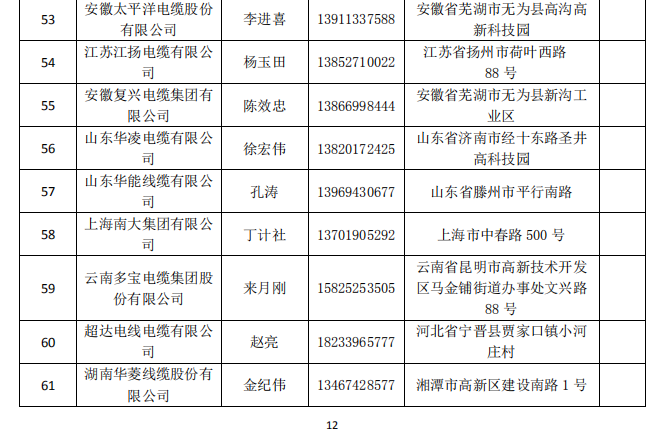 53 安徽太平洋电缆股份有限公司 李进喜 13911337588 安徽省芜湖市无为县高沟高新科技园
54 江苏江扬电缆有限公司 杨玉田 13852710022 江苏省扬州市荷叶西路88号
55 安徽复兴电缆集团有限公司 陈效忠 13866998444 安徽省芜湖市无为县新沟工业区
56 山东华凌电缆有限公司 徐宏伟 13820172425 山东省济南市经十东路圣井高科技园
57 山东华能线缆有限公司 孔涛 13969430677 山东省滕州市平行南路
58 上海南大集团有限公司 丁计社 13701905292 上海市中春路500号
59 云南多宝电缆集团股份有限公司 来月刚 15825253505 云南省昆明市高新技术开发区马金铺街道办事处文兴路88号
60 超达电线电缆有限公司 赵亮 18233965777 河北省宁晋县贾家口镇小河庄村
61 湖南华菱线缆股份有限公司 金纪伟 13467428577 湘潭市高新区建设南路1号
12